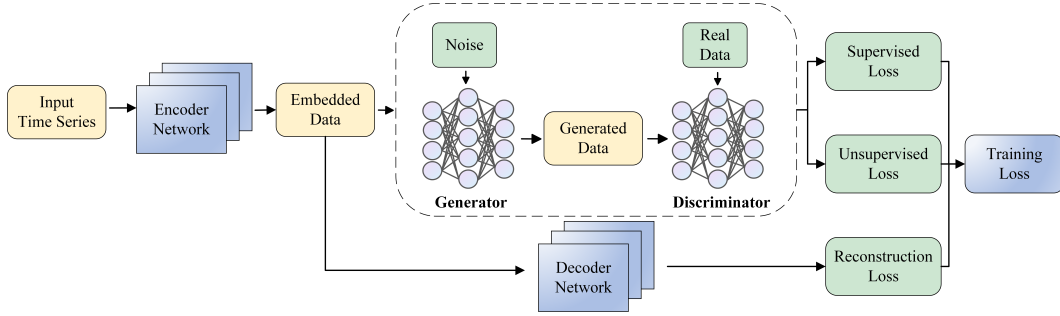 Input
Time Series
Encoder
Network
Embedded
Data
Noise
Generator
Generated
Data
Real
Data
Discriminator
Supervised
Loss
Unsupervised
Loss
Training
Loss
Decoder
Network
Reconstruction
Loss